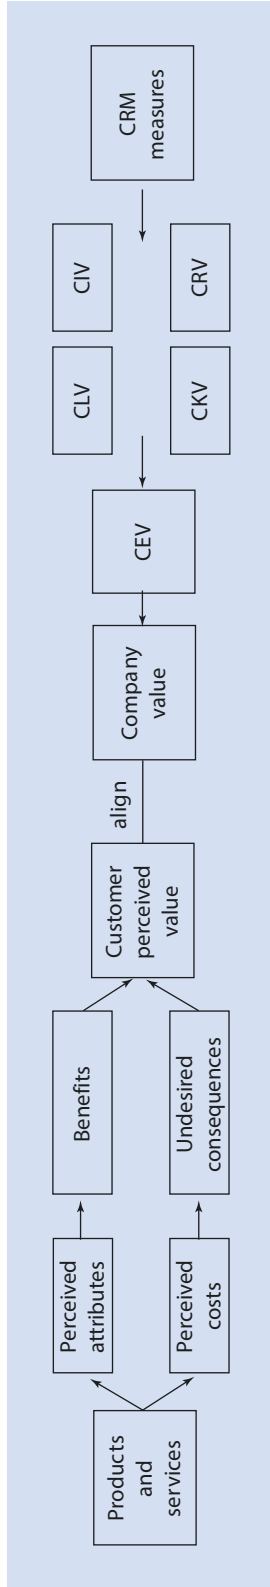 Products
and
services
Perceived
attributes
Perceived
costs
Benefits
Undesired
consequences
Customer
perceived
value
align
Company
value
CEV
CLV
CKV
CIV
CRV
CRM
measures